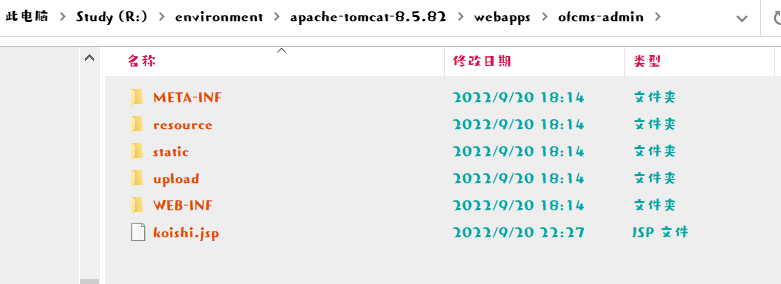 此电脑 > Study (R:) > environment > apache-tomcat-8.5.82 > webapps > ofcms-admin >
名称 修改日期 类型
META-INF 2022/9/20 18:14 文件夹
resource 2022/9/20 18:14 文件夹
static 2022/9/20 18:14 文件夹
upload 2022/9/20 18:14 文件夹
WEB-INF 2022/9/20 18:14 文件夹
koishi.jsp 2022/9/20 22:27 JSP 文件